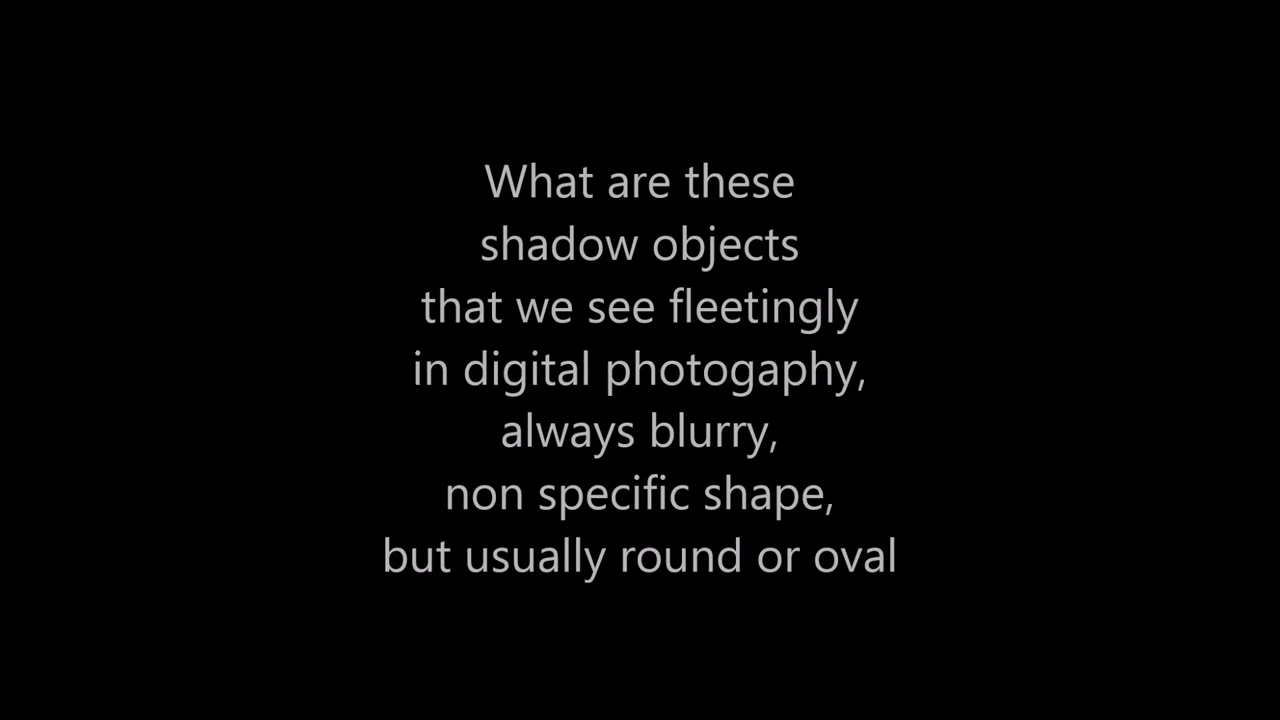 What are these
shadow objects
that we see fleetingly
in digital photogaphy,
always blurry,
non specific shape,
but usually round or oval